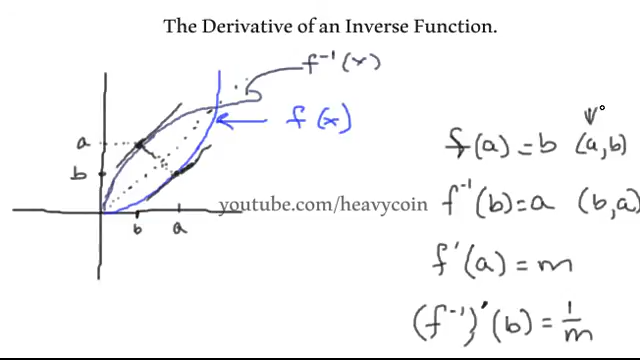 The Derivative of an Inverse Function.
f⁻¹(x)
f(x)
a
b
b a
youtube.com/heavycoin
f(a) = b (a,b)
f⁻¹(b) = a (b,a)
f'(a) = m
(f⁻¹)'(b) = 1/m